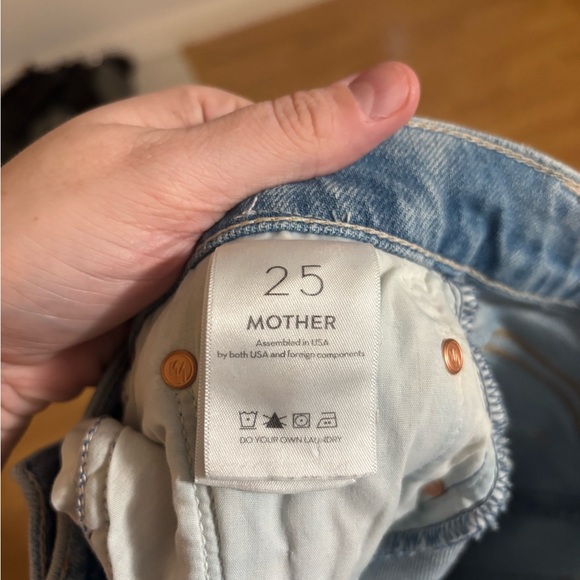 25
MOTHER
Assembled in USA
by both USA and foreign components
DO YOUR OWN LAUNDRY